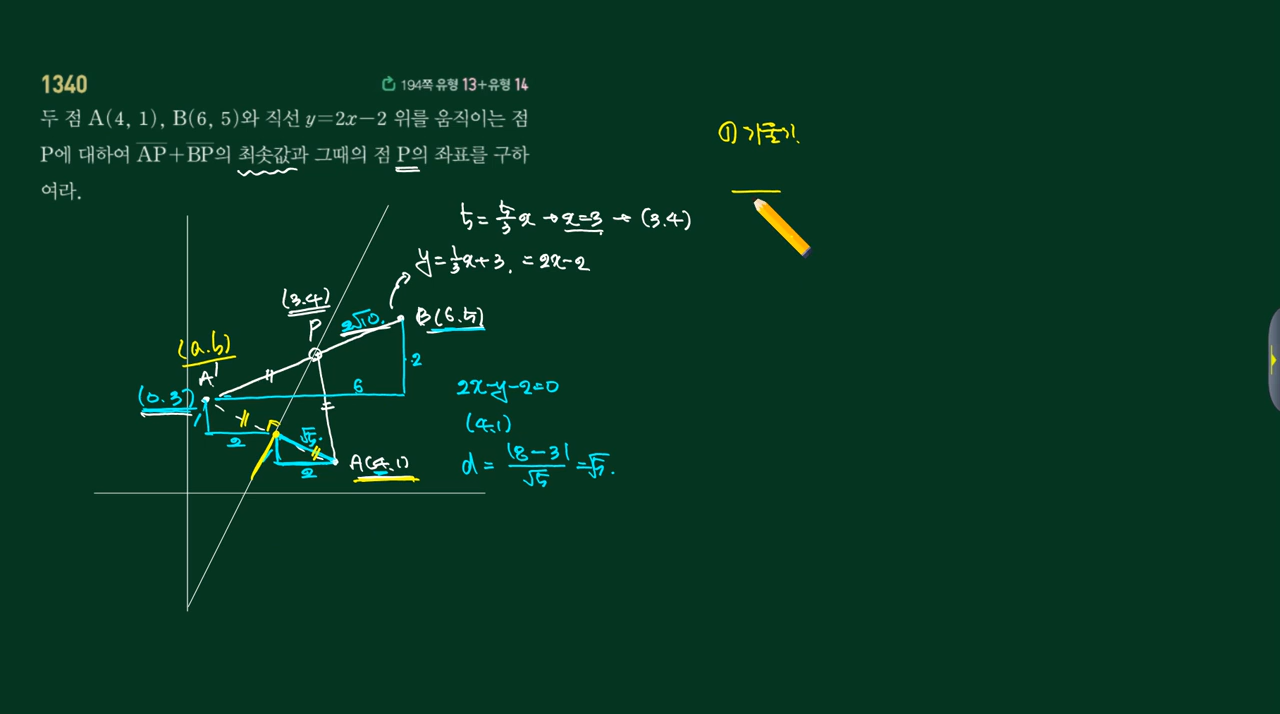 1340
194쪽 유형 13+유형 14
두 점 A(4, 1), B(6, 5)와 직선 y=2x-2 위를 움직이는 점
P에 대하여 AP+BP의 최솟값과 그때의 점 P의 좌표를 구하
여라.
① 기울기.
5=5/3x → x=3 → (3.4)
y=1/3x+3. =2x-2
(3.4)
P
2√10.
B(6.5)
(a.b)
A'
2
6
(0.3)
1
2
√5.
2
A(4.1)
2x-y-2=0
(4.1)
d = |8-3|/√5 =√5.